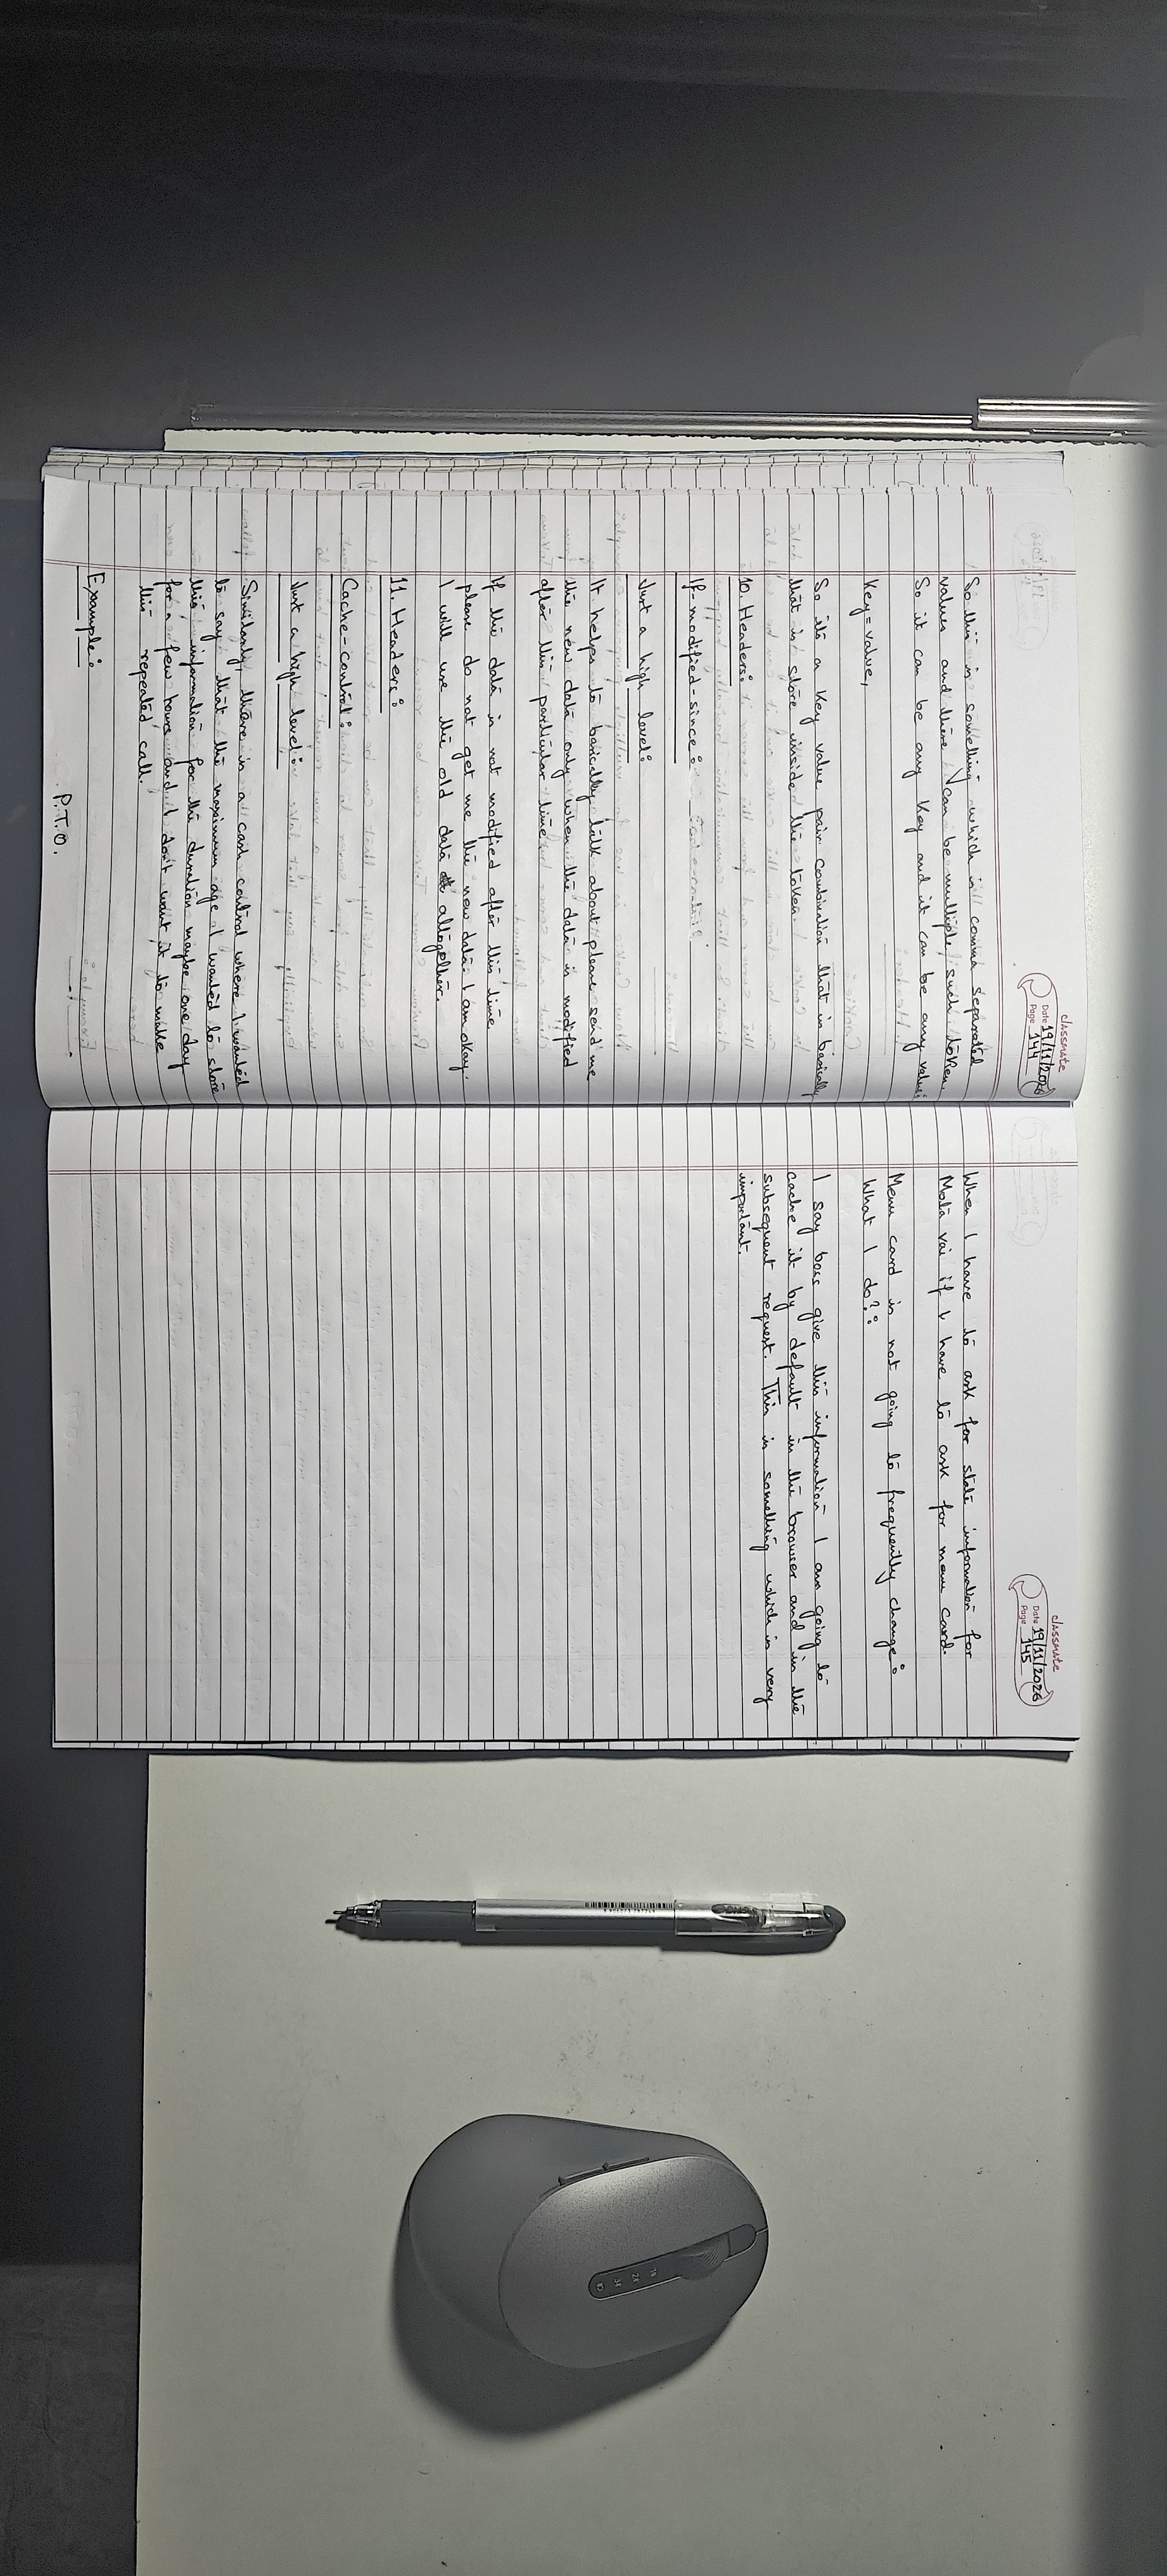 classmate
Date 19/11/2026
Page 144
So this is something which is comma separated
values and there can be multiple such token.
So it can be any Key and it can be any value:
Key=value,
So its a Key value pair combination that is basically
that is store inside the token.
10. Headers:
If-modified-since:
Just a high level:
It helps to basically talk about please send me
the new data only when the data is modified
after this particular time.
If the data is not modified after this time
please do not get me the new data. I am okay.
I will use the old data altogether.
11. Headers:
Cache-control:
Just a high level:
Similarly, there is a cash control where I wanted
to say that the maximum age I wanted to store
this information for the duration maybe one day
for a few hours and I don't want it to make
this repeated call.
Example:
P.T.O.
classmate
Date 19/11/2026
Page 145
When I have to ask for state information for
Mota vai if I have to ask for menu card.
Menu card is not going to frequently change:
What I do?:
I say boss give this information I am going to
cache it by default in the browser and in the
subsequent request. This is something which is very
important.